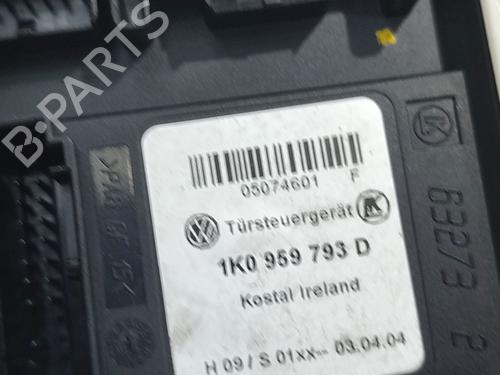 B-PARTS
05074601 F
Türsteuergerät
1K0 959 793 D
Kostal Ireland
H 09 / S 01xx-- 03.04.04
63273 2